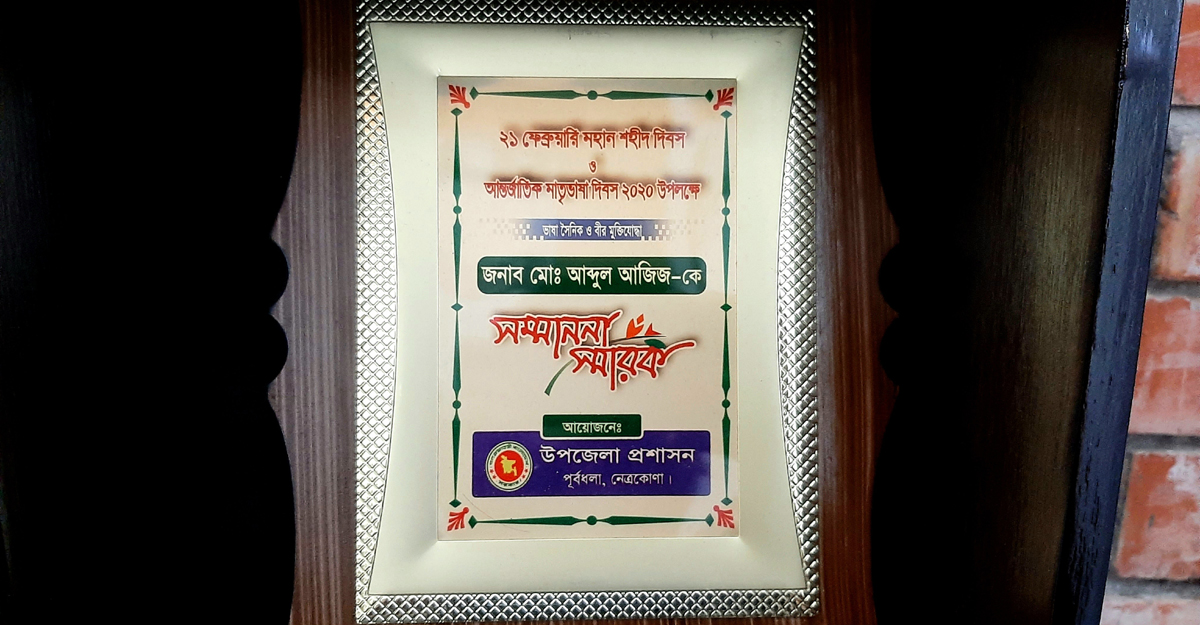 ২১ ফেব্রুয়ারি মহান শহীদ দিবস
ও
আন্তর্জাতিক মাতৃভাষা দিবস ২০২০ উপলক্ষে
ভাষা সৈনিক ও বীর মুক্তিযোদ্ধা
জনাব মোঃ আব্দুল আজিজ-কে
সম্মাননা
স্মারক
আয়োজনেঃ
উপজেলা প্রশাসন
পূর্বধলা, নেত্রকোণা।